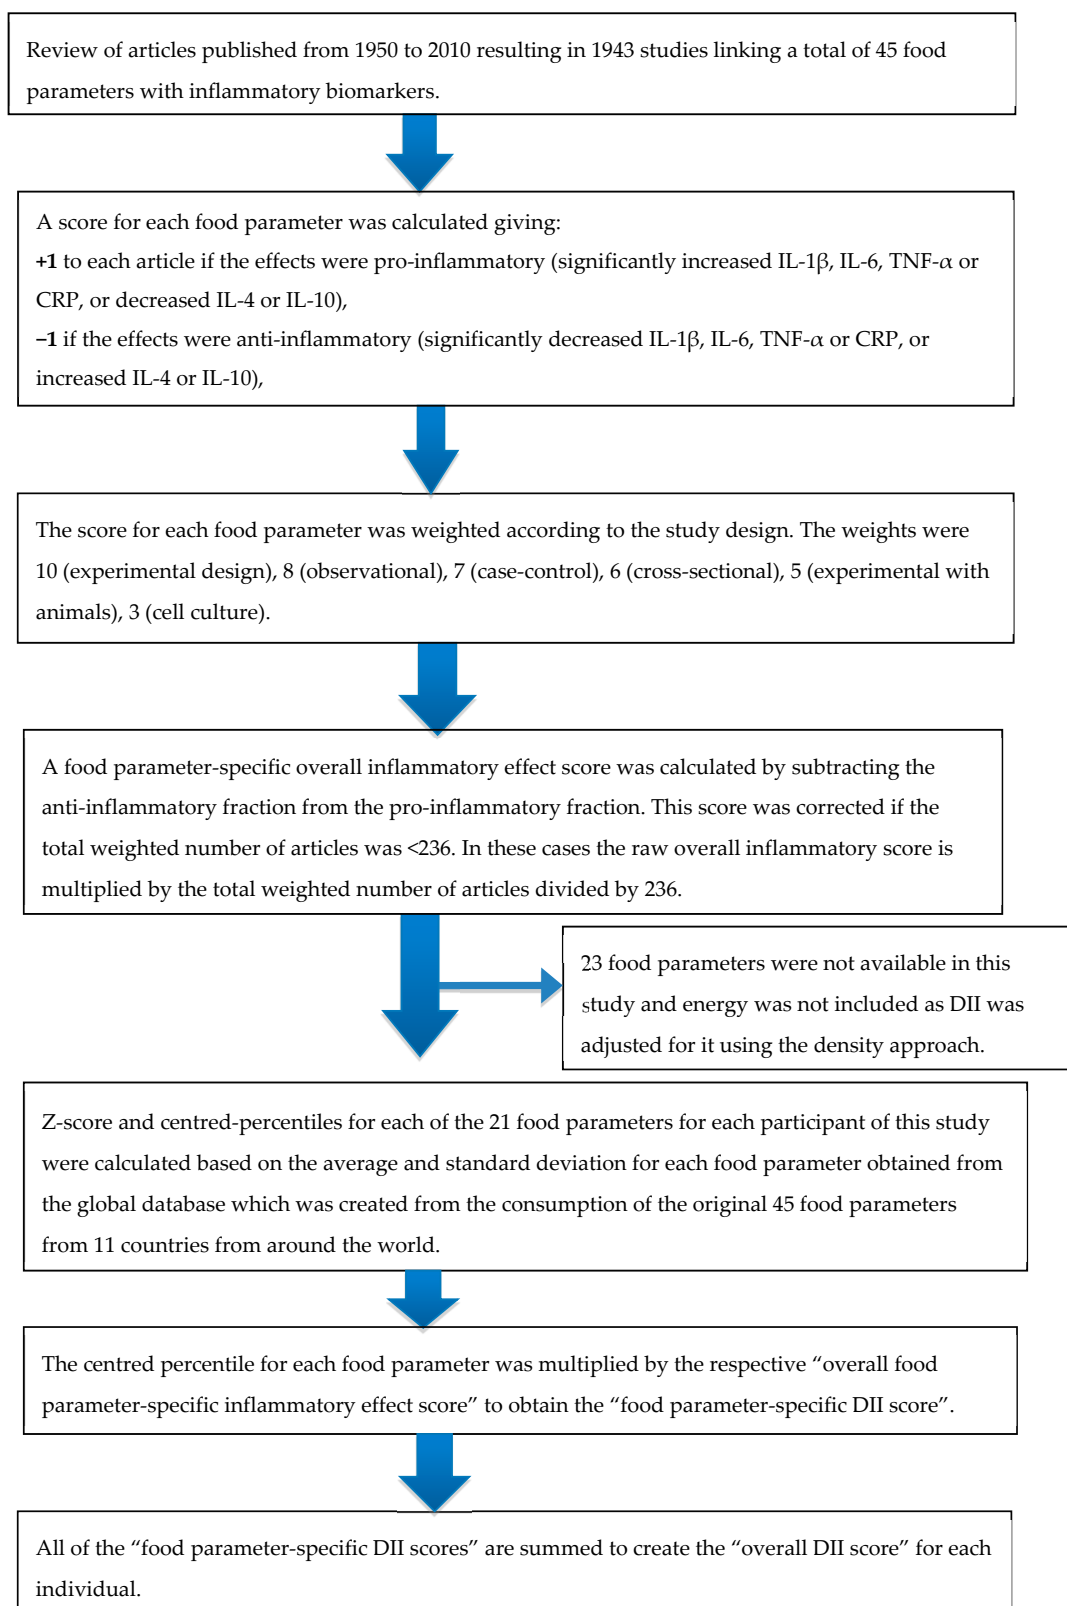 Review of articles published from 1950 to 2010 resulting in 1943 studies linking a total of 45 food
parameters with inflammatory biomarkers.
A score for each food parameter was calculated giving:
+1 to each article if the effects were pro-inflammatory (significantly increased IL-1β, IL-6, TNF-α or
CRP, or decreased IL-4 or IL-10),
−1 if the effects were anti-inflammatory (significantly decreased IL-1β, IL-6, TNF-α or CRP, or
increased IL-4 or IL-10),
The score for each food parameter was weighted according to the study design. The weights were
10 (experimental design), 8 (observational), 7 (case-control), 6 (cross-sectional), 5 (experimental with
animals), 3 (cell culture).
A food parameter-specific overall inflammatory effect score was calculated by subtracting the
anti-inflammatory fraction from the pro-inflammatory fraction. This score was corrected if the
total weighted number of articles was <236. In these cases the raw overall inflammatory score is
multiplied by the total weighted number of articles divided by 236.
23 food parameters were not available in this
study and energy was not included as DII was
adjusted for it using the density approach.
Z-score and centred-percentiles for each of the 21 food parameters for each participant of this study
were calculated based on the average and standard deviation for each food parameter obtained from
the global database which was created from the consumption of the original 45 food parameters
from 11 countries from around the world.
The centred percentile for each food parameter was multiplied by the respective “overall food
parameter-specific inflammatory effect score” to obtain the “food parameter-specific DII score”.
All of the “food parameter-specific DII scores” are summed to create the “overall DII score” for each
individual.